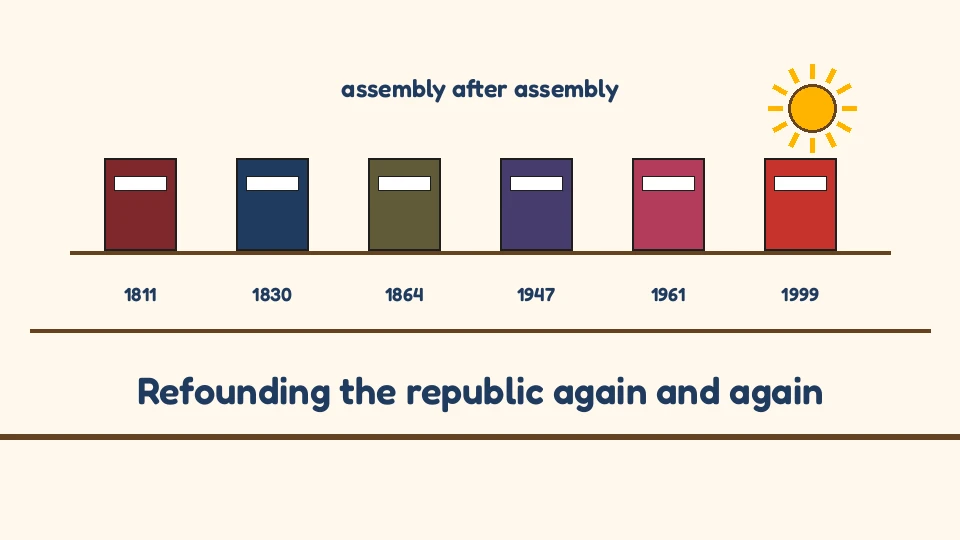 assembly after assembly
1811 1830 1864 1947 1961 1999
Refounding the republic again and again